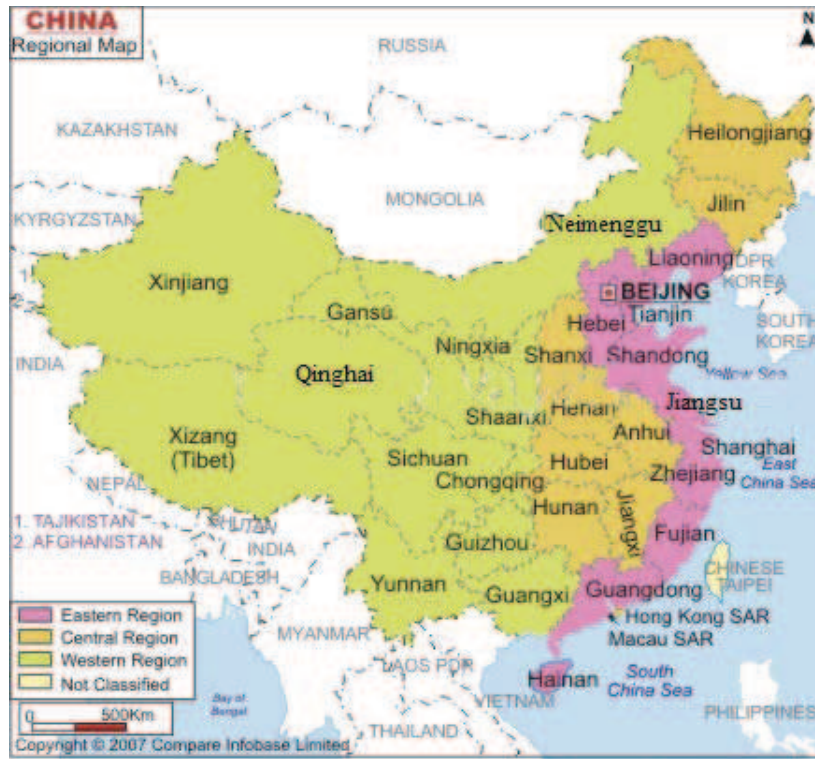 CHINA
Regional Map
N
RUSSIA
KAZAKHSTAN
Heilongjiang
MONGOLIA
Jilin
KYRGYZSTAN
Neimenggu
Liaoning
DPR
KOREA
Xinjiang
BEIJING
Gansu
Tianjin
Hebei
SOUTH
KOREA
Ningxia
Shanxi
Shandong
INDIA
Qinghai
Yellow Sea
Jiangsu
Shaanxi
Henan
Anhui
Xizang
(Tibet)
Shanghai
Sichuan
Hubei
Zhejiang
East
China Sea
Chongqing
NEPAL
Hunan
Jiangxi
1. TAJIKISTAN
2. AFGHANISTAN
BHUTAN
INDIA
Guizhou
Fujian
BANGLADESH
CHINESE
TAIPEI
Yunnan
Guangxi
Guangdong
Hong Kong SAR
Macau SAR
Eastern Region
Central Region
Western Region
Not Classified
MYANMAR
LAOS PDR
Hainan
South
China Sea
VIETNAM
Bay of
Bengal
PHILIPPINES
0 500Km
THAILAND
Copyright © 2007 Compare Infobase Limited